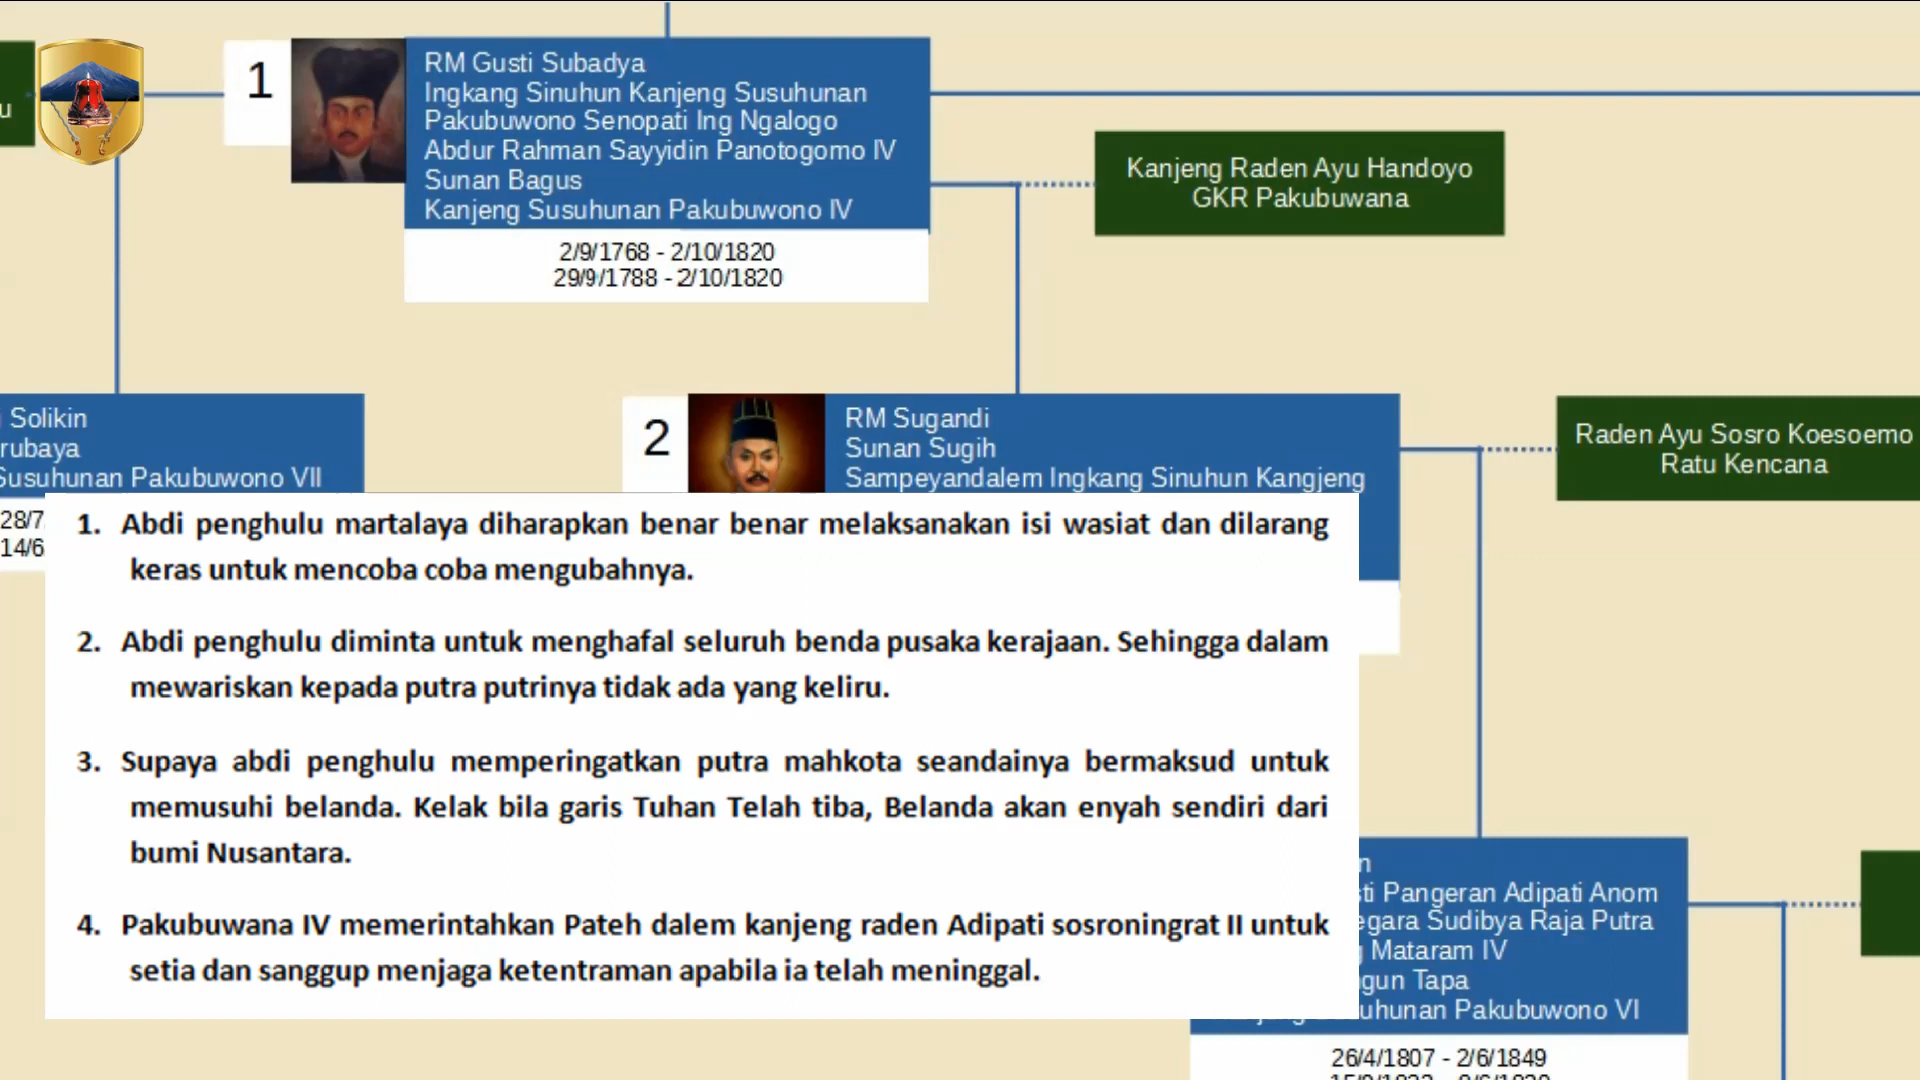 u
1
RM Gusti Subadya
Ingkang Sinuhun Kanjeng Susuhunan
Pakubuwono Senopati Ing Ngalogo
Abdur Rahman Sayyidin Panotogomo IV
Sunan Bagus
Kanjeng Susuhunan Pakubuwono IV
2/9/1768 - 2/10/1820
29/9/1788 - 2/10/1820
Kanjeng Raden Ayu Handoyo
GKR Pakubuwana
Solikin
rubaya
Susuhunan Pakubuwono VII
28/7
14/6
2
RM Sugandi
Sunan Sugih
Sampeyandalem Ingkang Sinuhun Kangjeng
Raden Ayu Sosro Koesoemo
Ratu Kencana
1. Abdi penghulu martalaya diharapkan benar benar melaksanakan isi wasiat dan dilarang
keras untuk mencoba coba mengubahnya.
2. Abdi penghulu diminta untuk menghafal seluruh benda pusaka kerajaan. Sehingga dalam
mewariskan kepada putra putrinya tidak ada yang keliru.
3. Supaya abdi penghulu memperingatkan putra mahkota seandainya bermaksud untuk
memusuhi belanda. Kelak bila garis Tuhan Telah tiba, Belanda akan enyah sendiri dari
bumi Nusantara.
4. Pakubuwana IV memerintahkan Pateh dalem kanjeng raden Adipati sosroningrat II untuk
setia dan sanggup menjaga ketentraman apabila ia telah meninggal.
n
sti Pangeran Adipati Anom
egara Sudibya Raja Putra
g Mataram IV
ngun Tapa
uhunan Pakubuwono VI
26/4/1807 - 2/6/1849